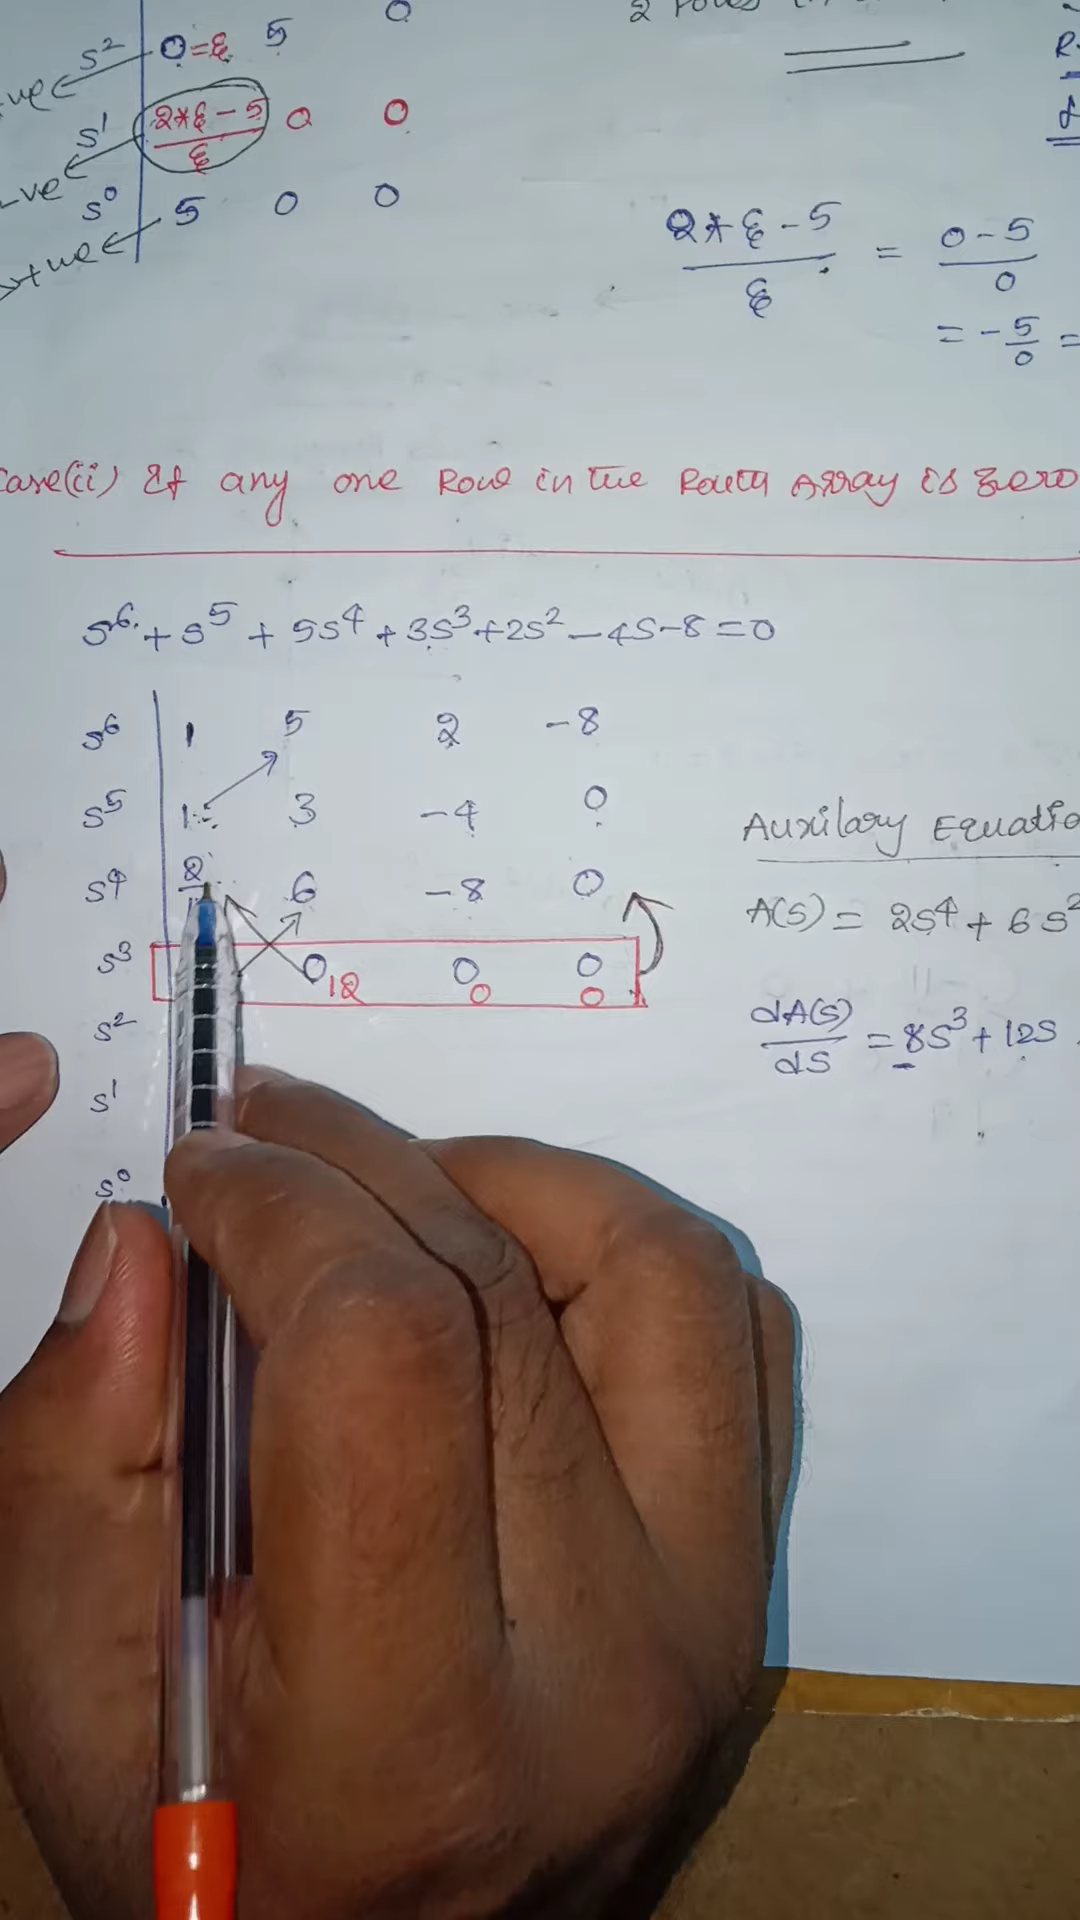 0
2
s² 0=ε 5
ve
s¹ 2*ε-5/ε 0 0
-ve
s⁰ 5 0 0
+ve
2*ε-5/ε = 0-5/0
= -5/0 =
Case(ii) If any one Row in the Routh Array is zero
s⁶+s⁵+5s⁴+3s³+2s²-4s-8=0
s⁶ 1 5 2 -8
s⁵ 1 3 -4 0
s⁴ 2 6 -8 0
s³ 0 12 0 0 0 0
s²
s¹
s⁰
Auxilary Equatio
A(s) = 2s⁴+6s²
dA(s)/ds = 8s³+12s